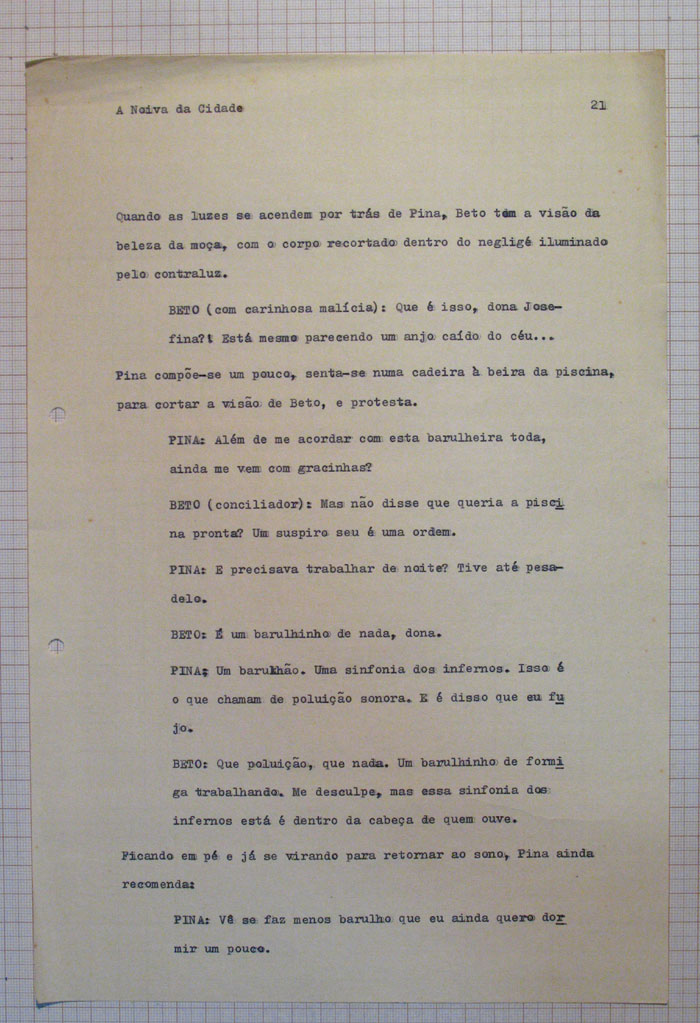 A Noiva da Cidade 21
Quando as luzes se acendem por trás de Pina, Beto tem a visão da
beleza da moça, com o corpo recortado dentro do negligé iluminado
pelo contraluz.
BETO (com carinhosa malícia): Que é isso, dona Jose-
fina?! Está mesmo parecendo um anjo caído do céu...
Pina compõe-se um pouco, senta-se numa cadeira à beira da piscina,
para cortar a visão de Beto, e protesta.
PINA: Além de me acordar com esta barulheira toda,
ainda me vem com gracinhas?
BETO (conciliador): Mas não disse que queria a pisci
na pronta? Um suspiro seu é uma ordem.
PINA: E precisava trabalhar de noite? Tive até pesa-
delo.
BETO: É um barulhinho de nada, dona.
PINA: Um barulhão. Uma sinfonia dos infernos. Isso é
o que chamam de poluição sonora. E é disso que eu fu
jo.
BETO: Que poluição, que nada. Um barulhinho de formi
ga trabalhando. Me desculpe, mas essa sinfonia dos
infernos está é dentro da cabeça de quem ouve.
Ficando em pé e já se virando para retornar ao sono, Pina ainda
recomenda:
PINA: Vê se faz menos barulho que eu ainda quero dor
mir um pouco.